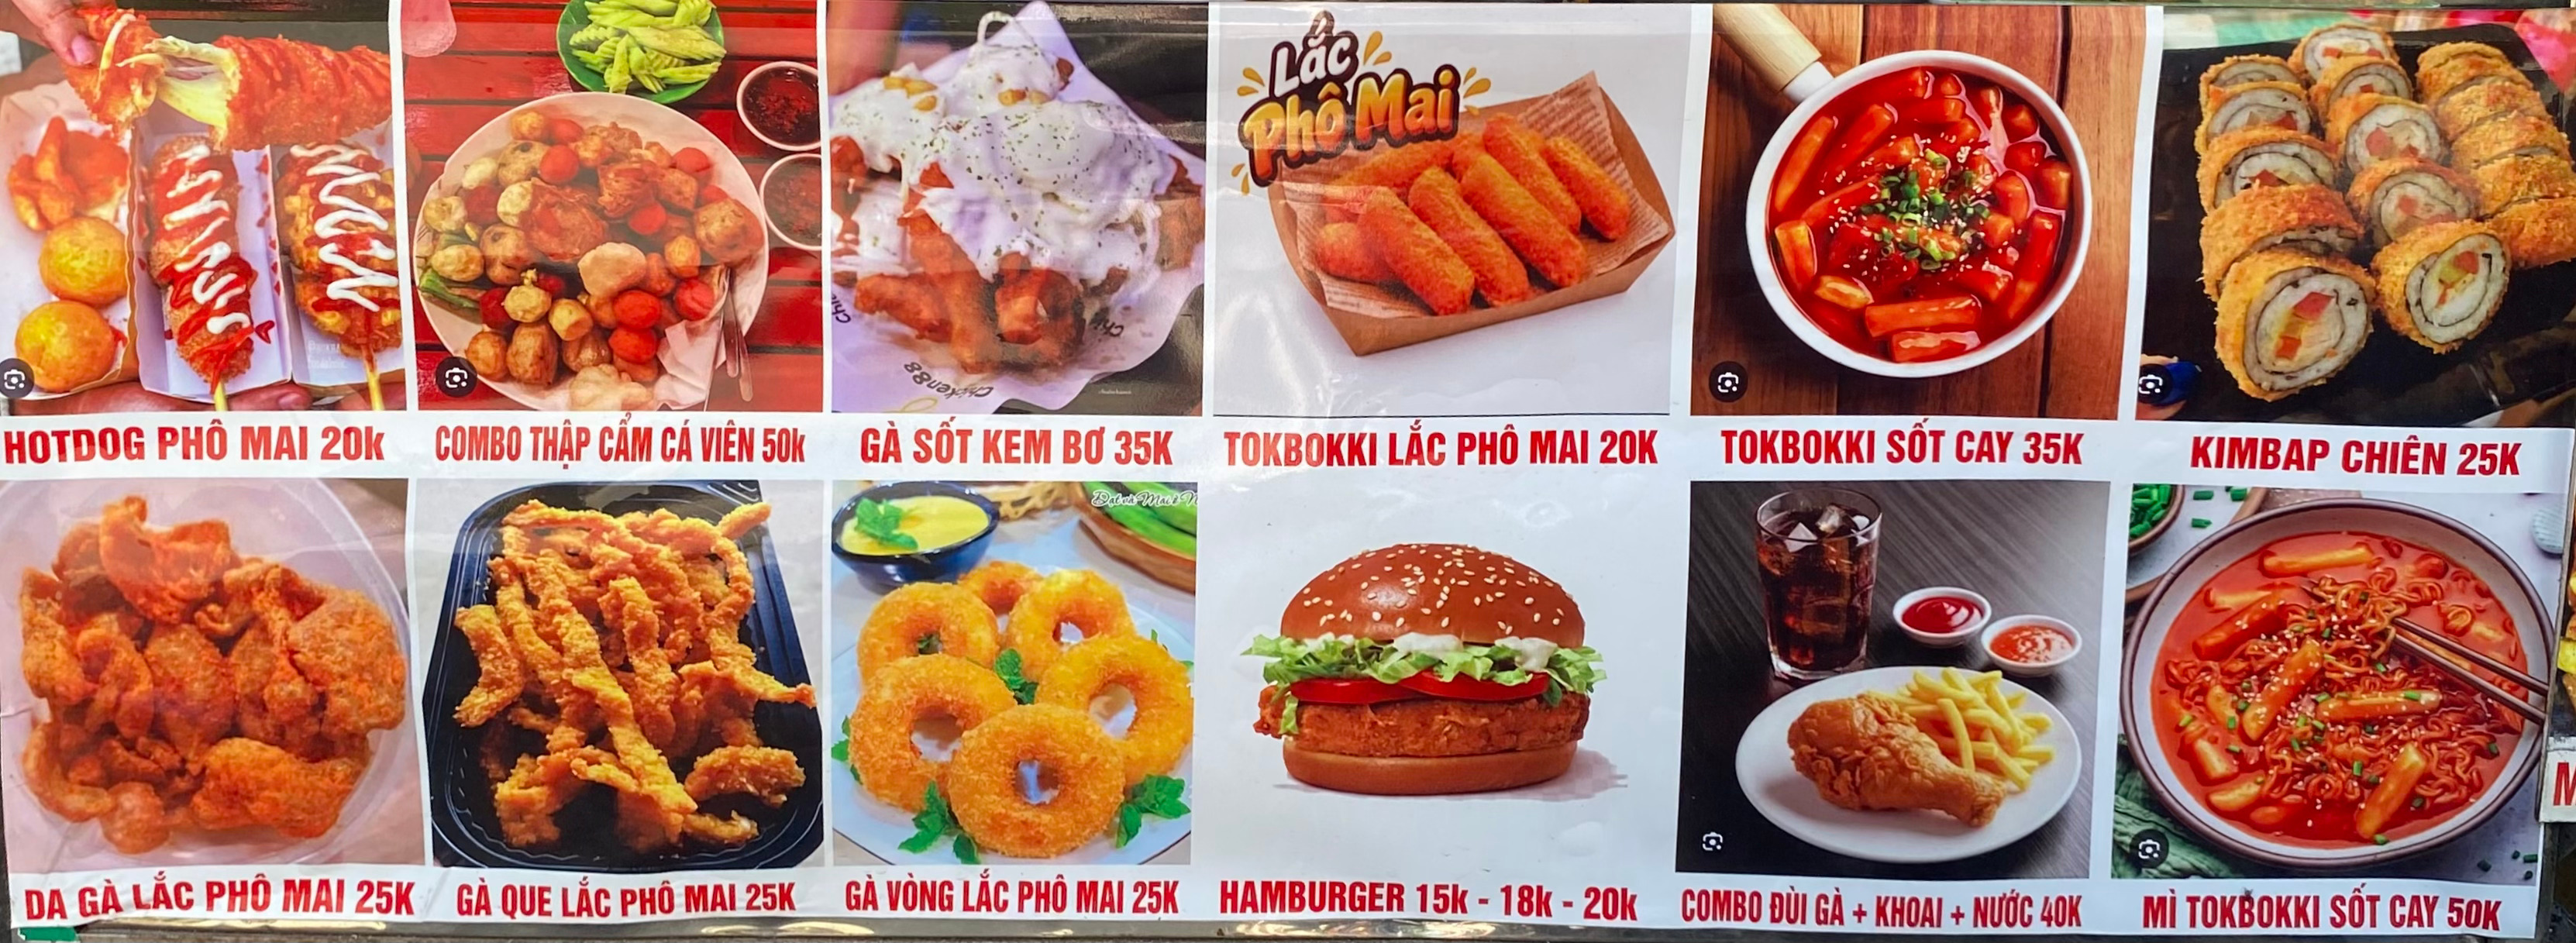 Lắc
Phô Mai
Chicken88
HOTDOG PHÔ MAI 20k
COMBO THẬP CẨM CÁ VIÊN 50k
GÀ SỐT KEM BƠ 35K
TOKBOKKI LẮC PHÔ MAI 20K
TOKBOKKI SỐT CAY 35K
KIMBAP CHIÊN 25K
DA GÀ LẮC PHÔ MAI 25K
GÀ QUE LẮC PHÔ MAI 25K
GÀ VÒNG LẮC PHÔ MAI 25K
HAMBURGER 15k - 18k - 20k
COMBO ĐÙI GÀ + KHOAI + NƯỚC 40K
MÌ TOKBOKKI SỐT CAY 50K